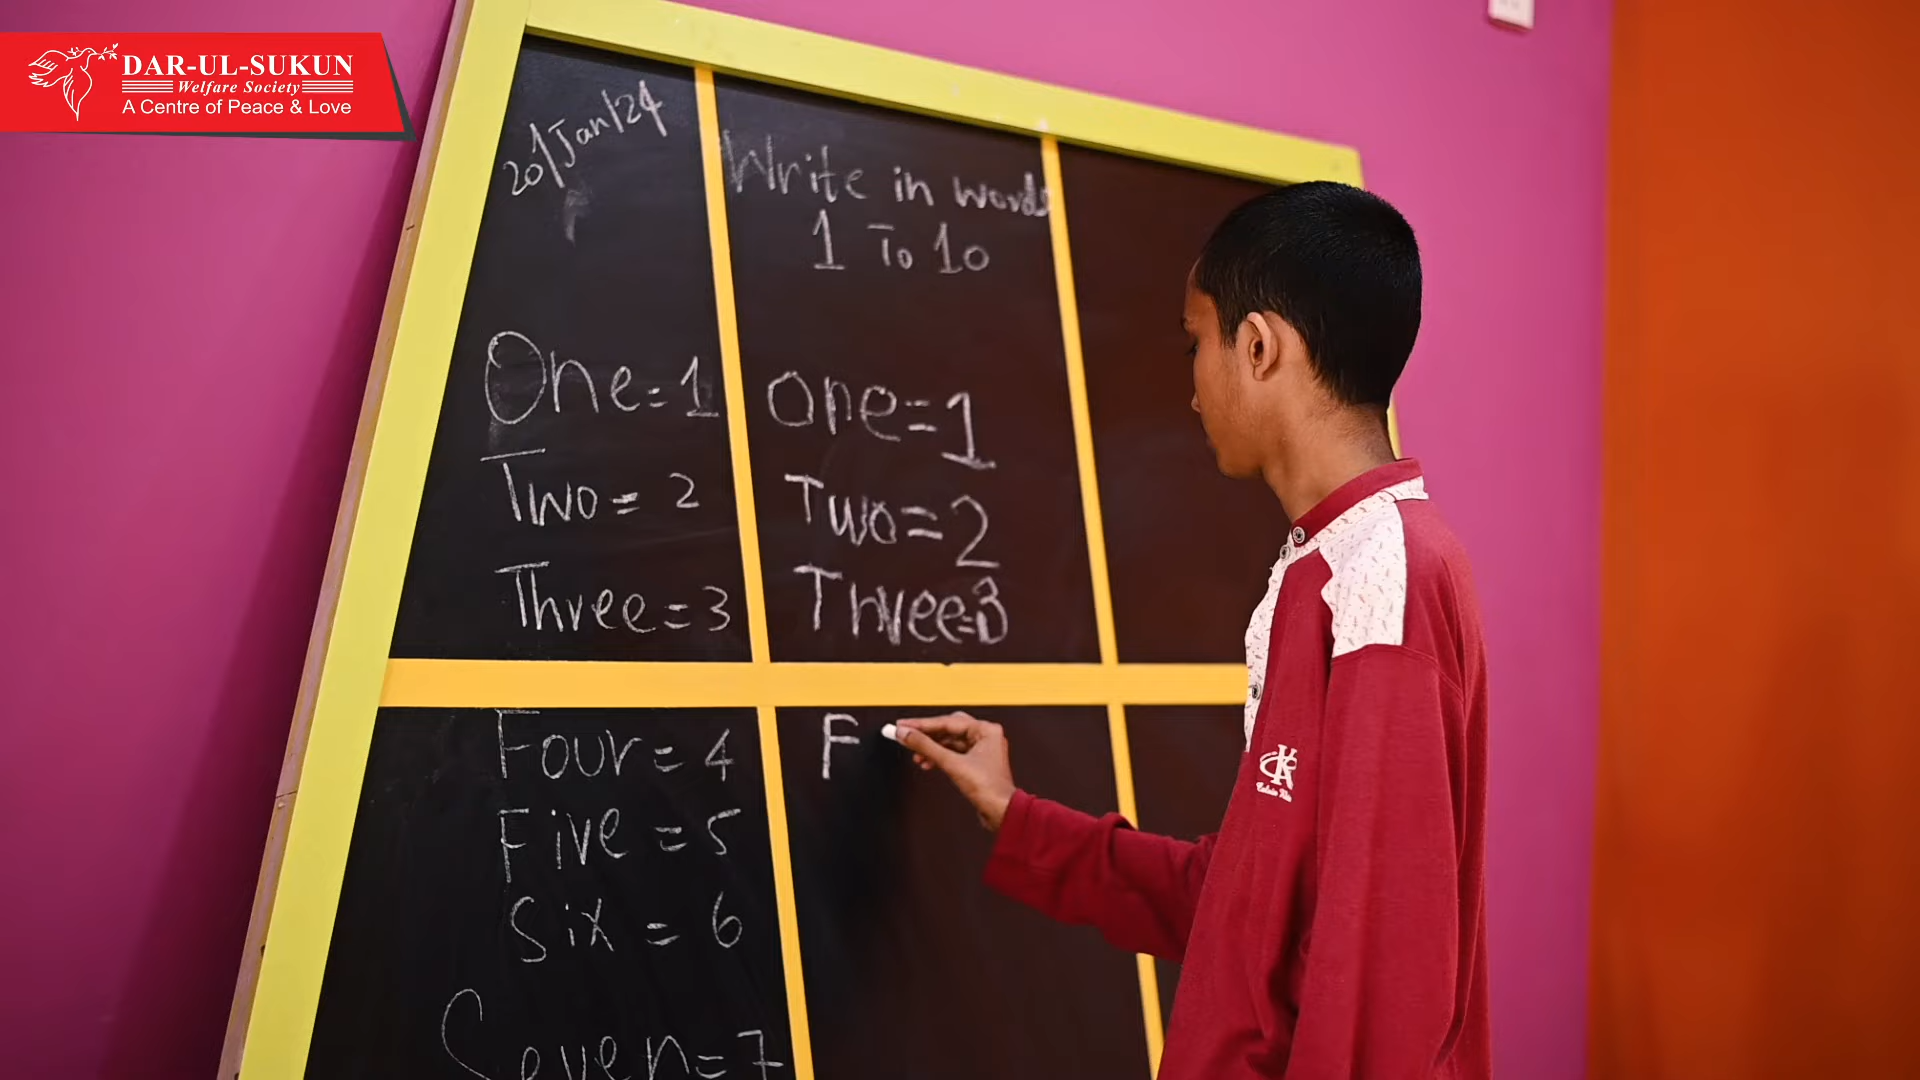 DAR-UL-SUKUN
Welfare Society
A Centre of Peace & Love
20/Jan/24
One = 1
Two = 2
Three = 3
Four = 4
Five = 5
Six = 6
Seven = 7
Write in words
1 To 10
One = 1
Two = 2
Three = 3
F
CK